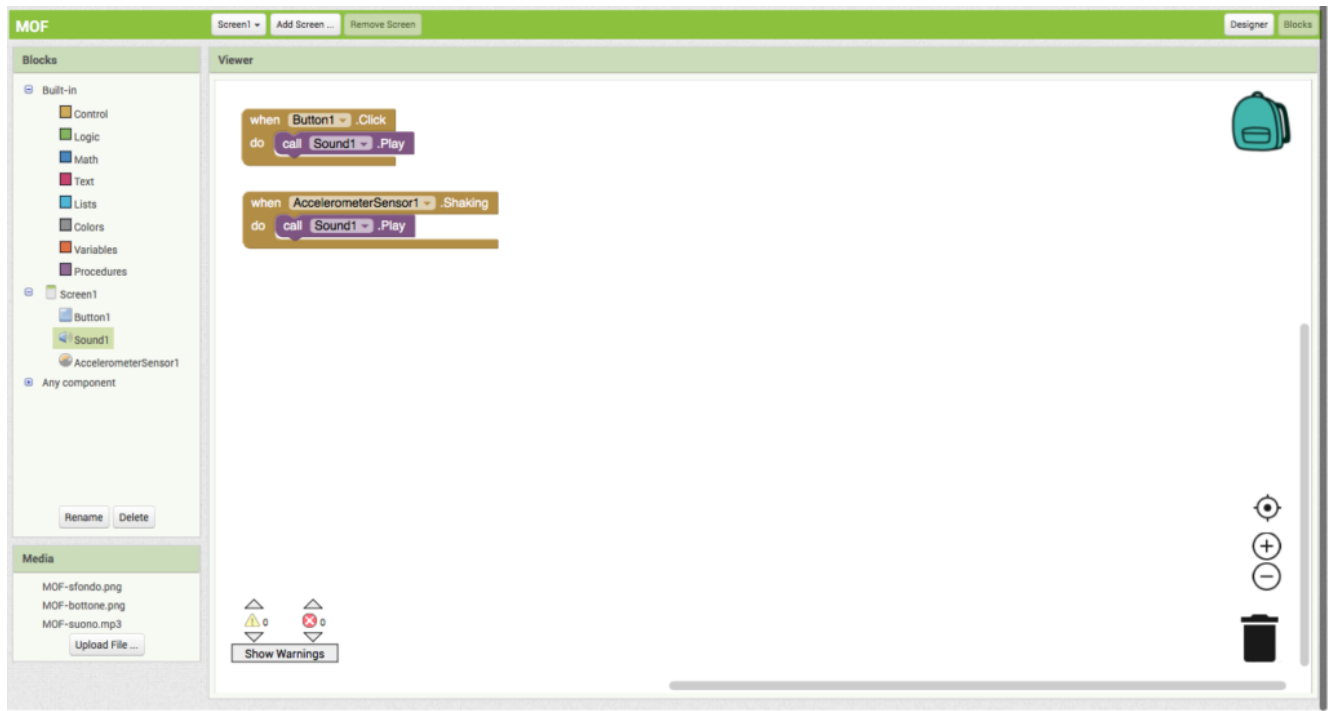 MOF
Screen1
Add Screen ...
Remove Screen
Designer
Blocks
Blocks
Viewer
Built-in
Control
Logic
Math
Text
Lists
Colors
Variables
Procedures
Screen1
Button1
Sound1
AccelerometerSensor1
Any component
Rename
Delete
when Button1 .Click
do call Sound1 .Play
when AccelerometerSensor1 .Shaking
do call Sound1 .Play
Media
MOF-sfondo.png
MOF-bottone.png
MOF-suono.mp3
Upload File ...
0
0
Show Warnings